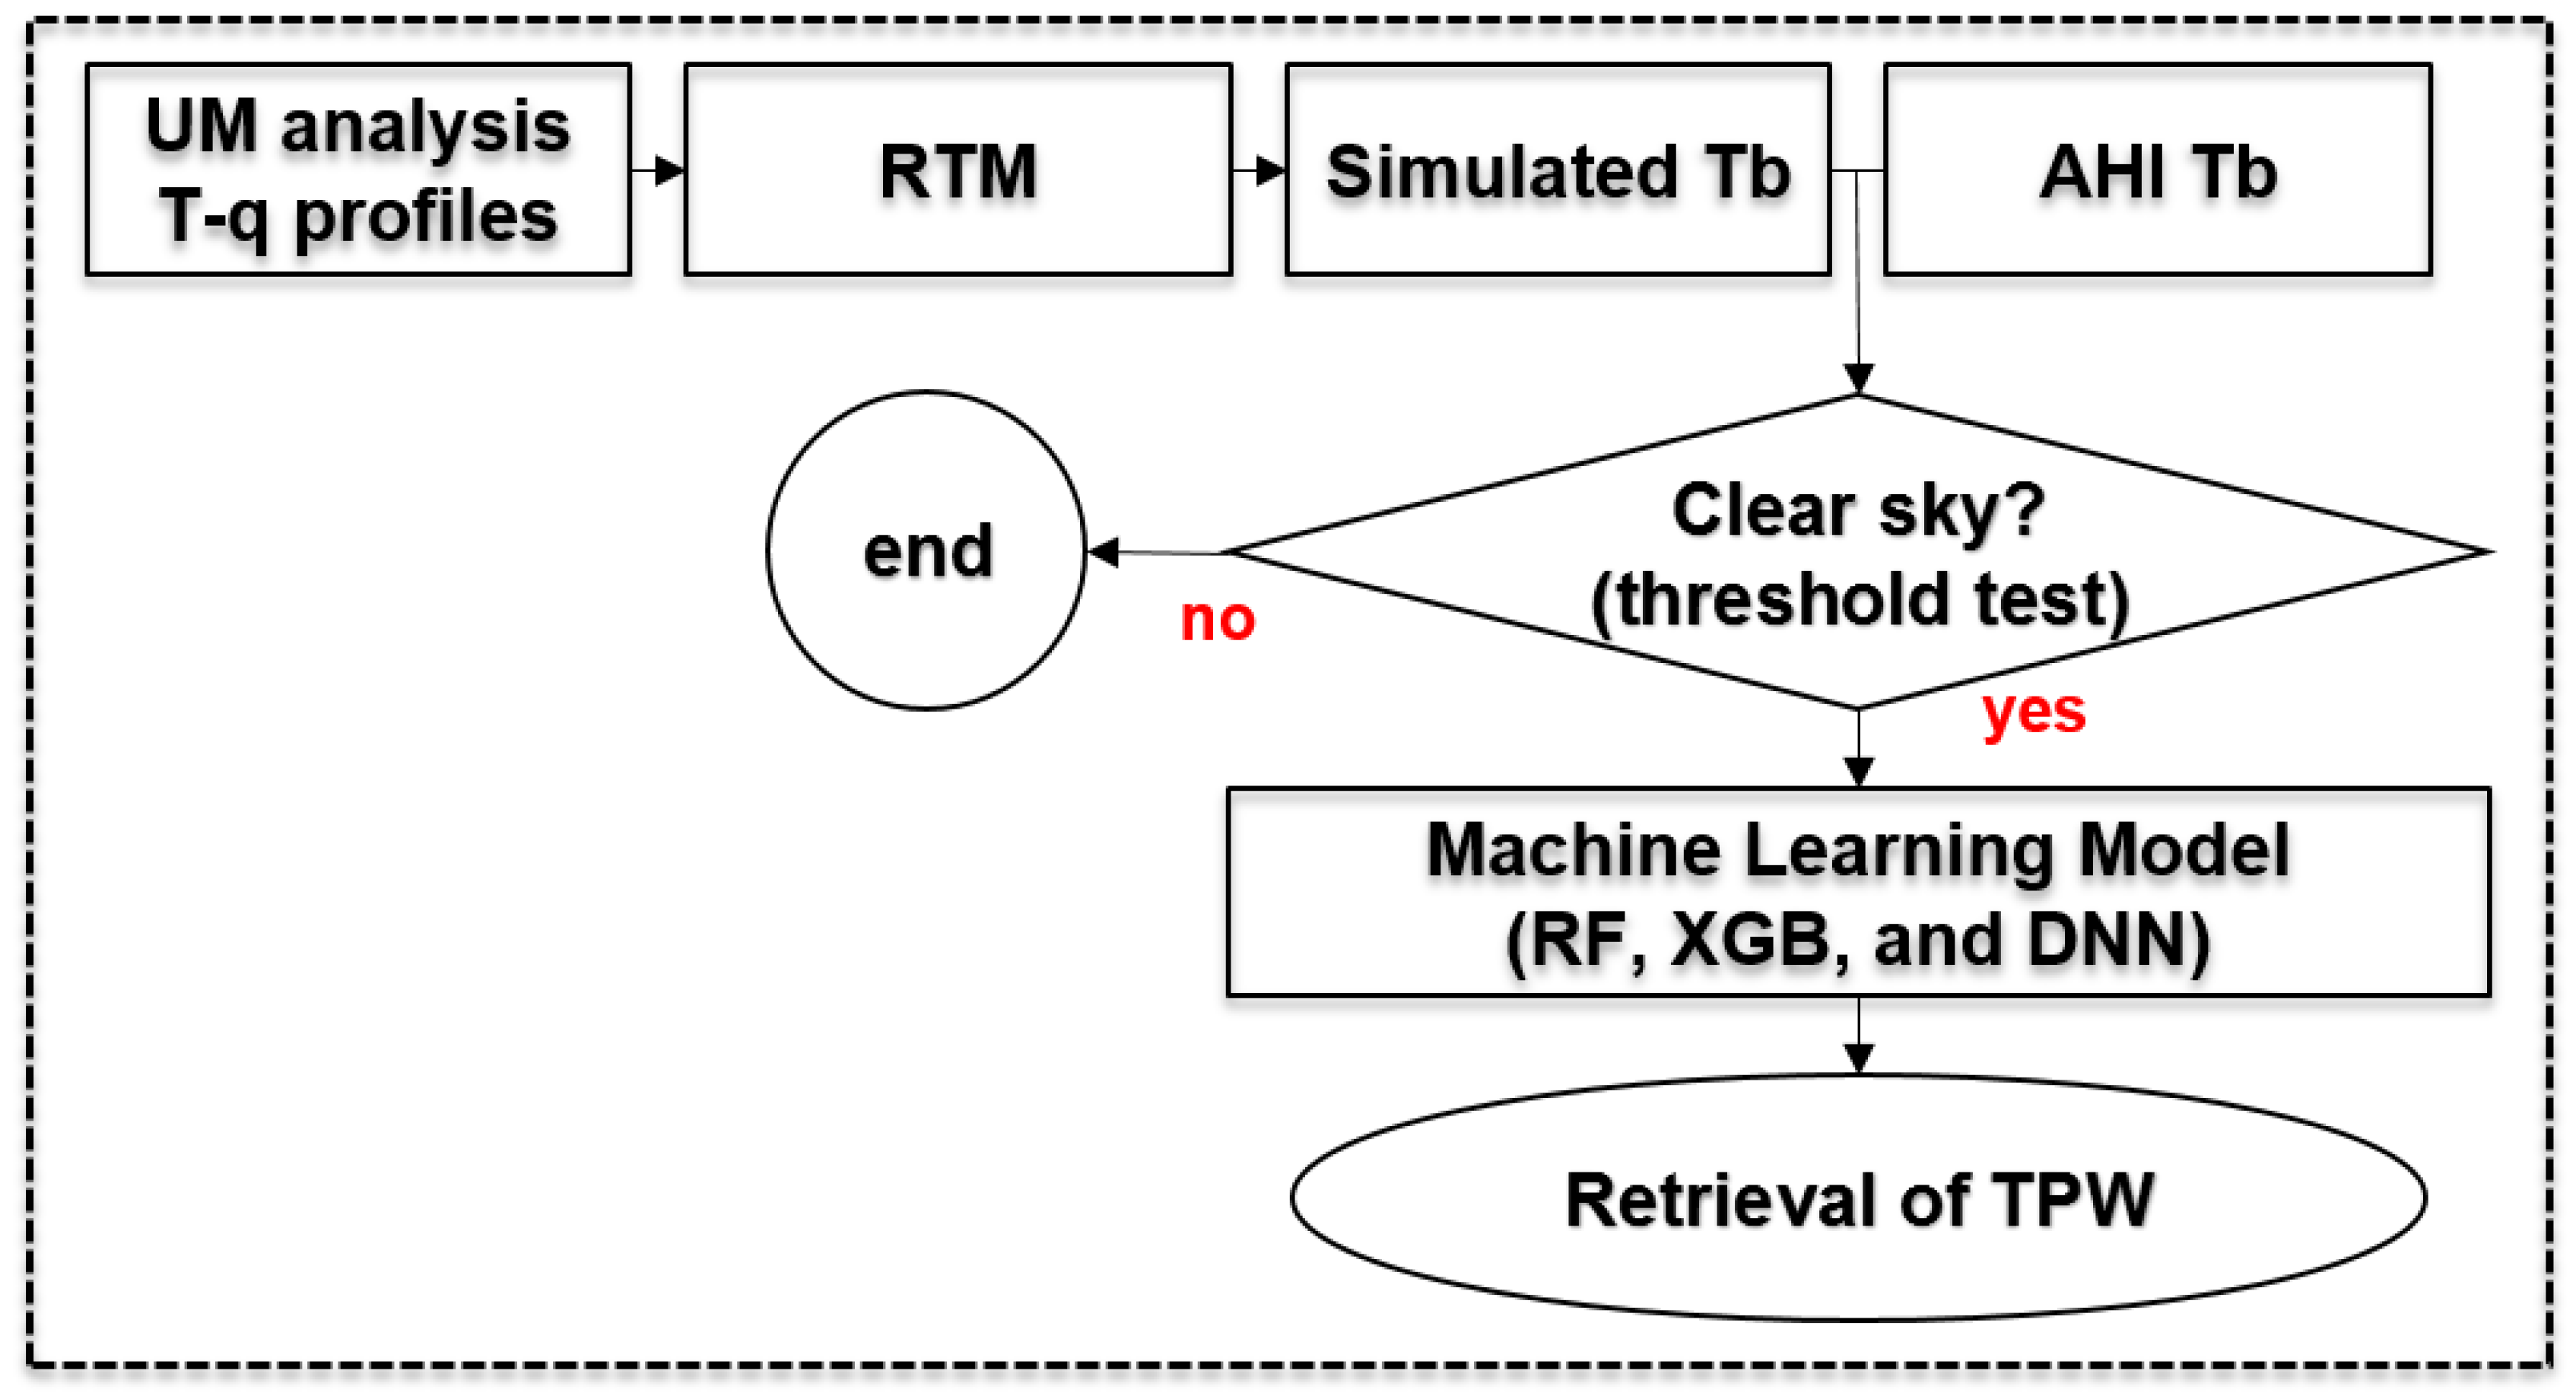 UM analysis
T-q profiles
RTM
Simulated Tb
AHI Tb
Clear sky?
(threshold test)
end
no
yes
Machine Learning Model
(RF, XGB, and DNN)
Retrieval of TPW